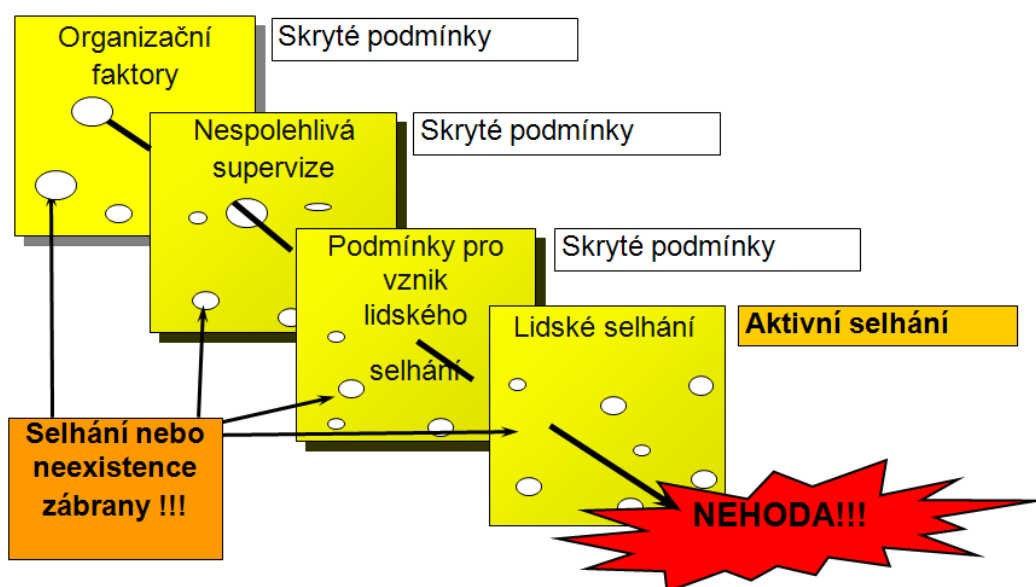 Organizační
faktory
Skryté podmínky
Nespolehlivá
supervize
Skryté podmínky
Podmínky pro
vznik
lidského
selhání
Skryté podmínky
Lidské selhání
Aktivní selhání
Selhání nebo
neexistence
zábrany !!!
NEHODA!!!